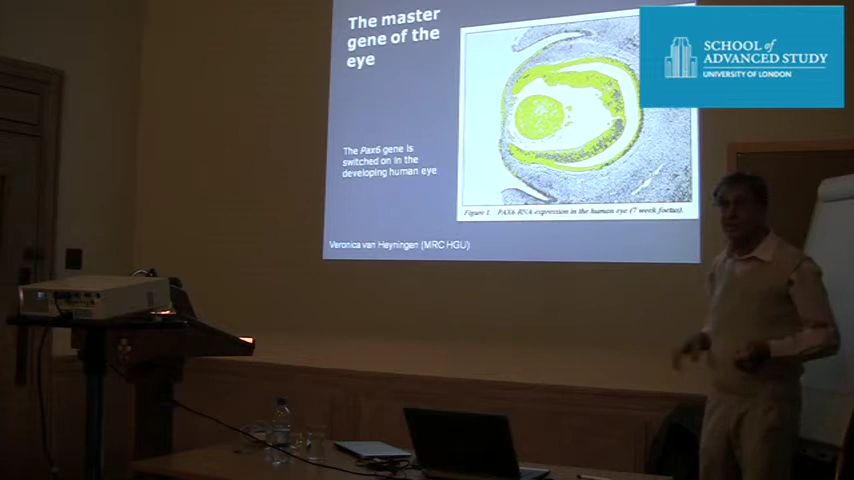 The master
gene of the
eye
The Pax6 gene is
switched on in the
developing human eye
Figure 1. PAX6 RNA expression in the human eye (7 week foetus)
Veronica van Heyningen (MRC HGU)
SCHOOL of
ADVANCED STUDY
UNIVERSITY OF LONDON